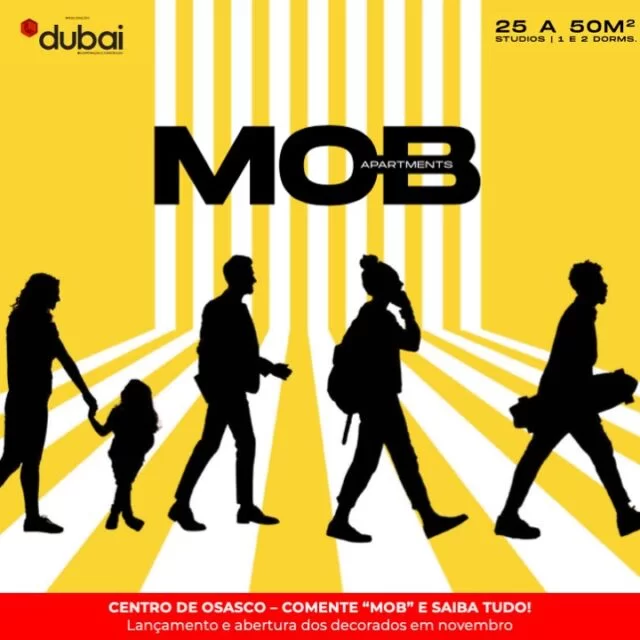 dubai
25 A 50M²
STUDIOS | 1 E 2 DORMS.
MOB
APARTMENTS
CENTRO DE OSASCO – COMENTE “MOB” E SAIBA TUDO!
Lançamento e abertura dos decorados em novembro